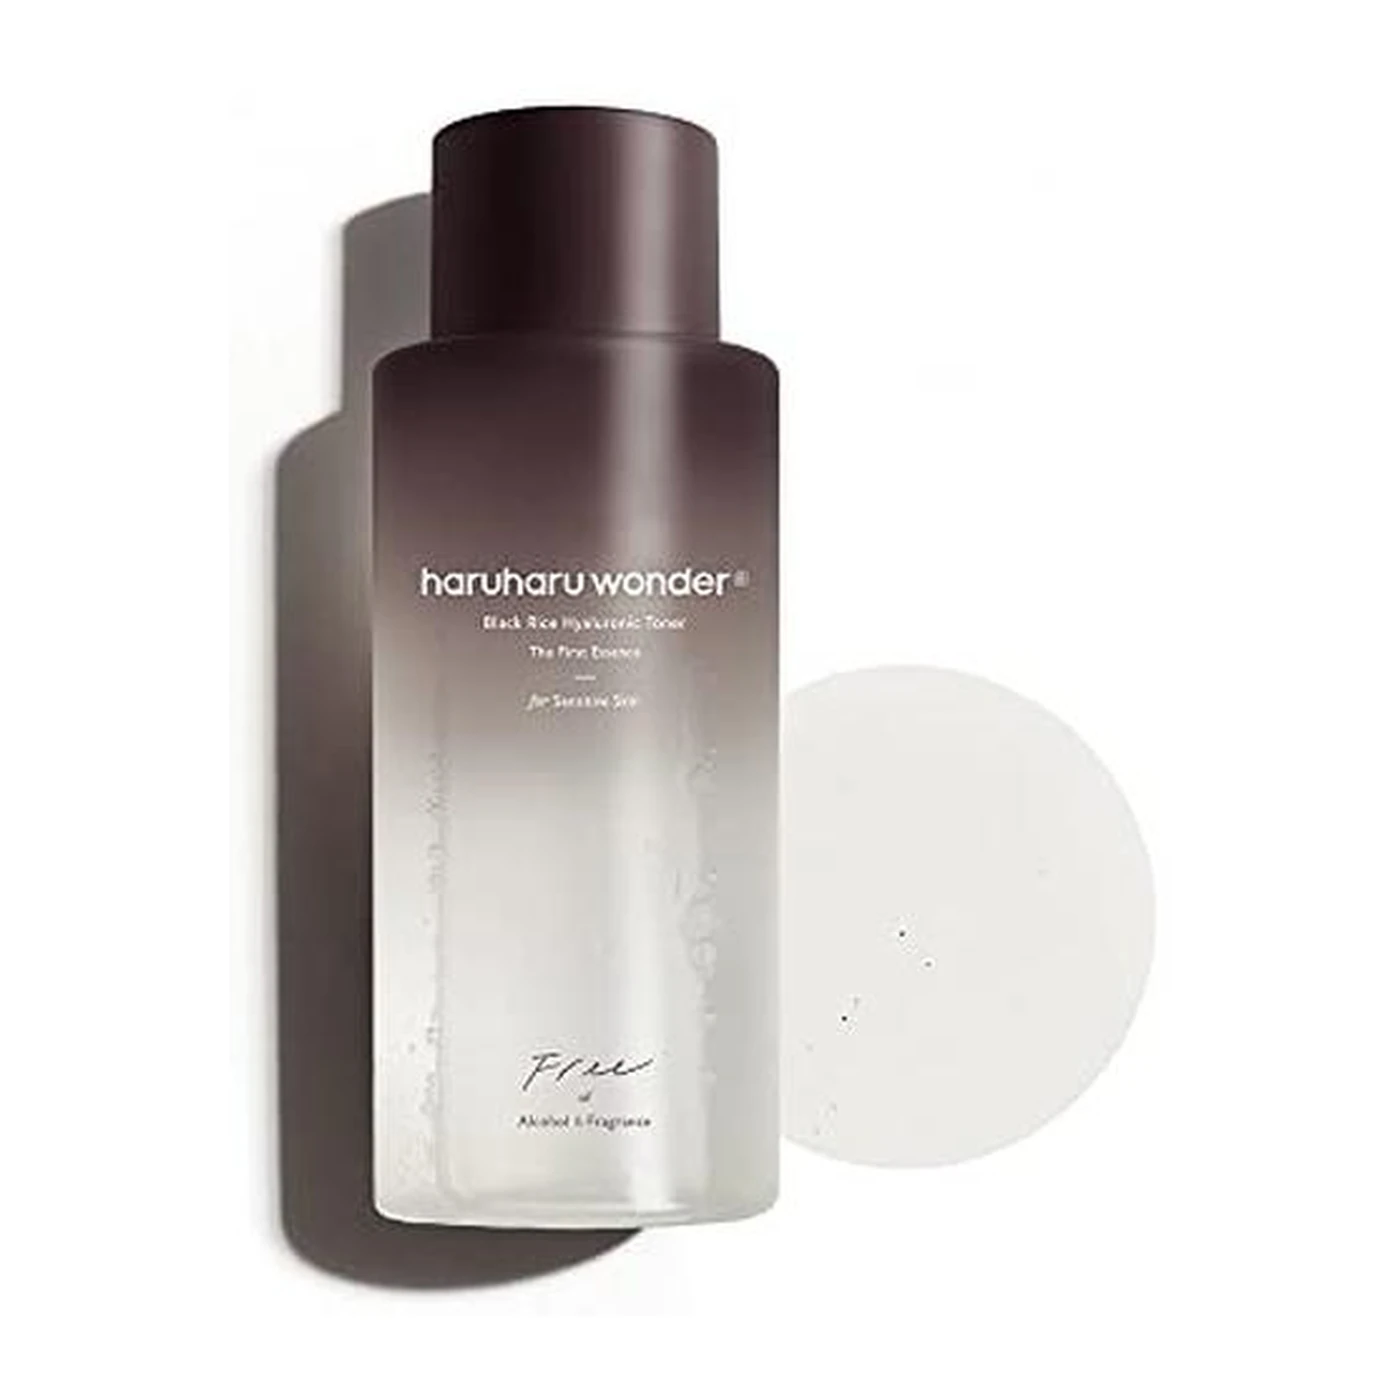 haruharu wonder®
Black Rice Hyaluronic Toner
The First Essence
for Sensitive Skin
Free
of
Alcohol & Fragrance